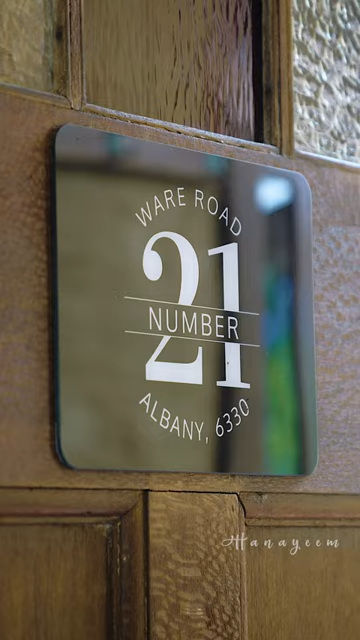 WARE ROAD
21
NUMBER
ALBANY, 6330
Hanayeem